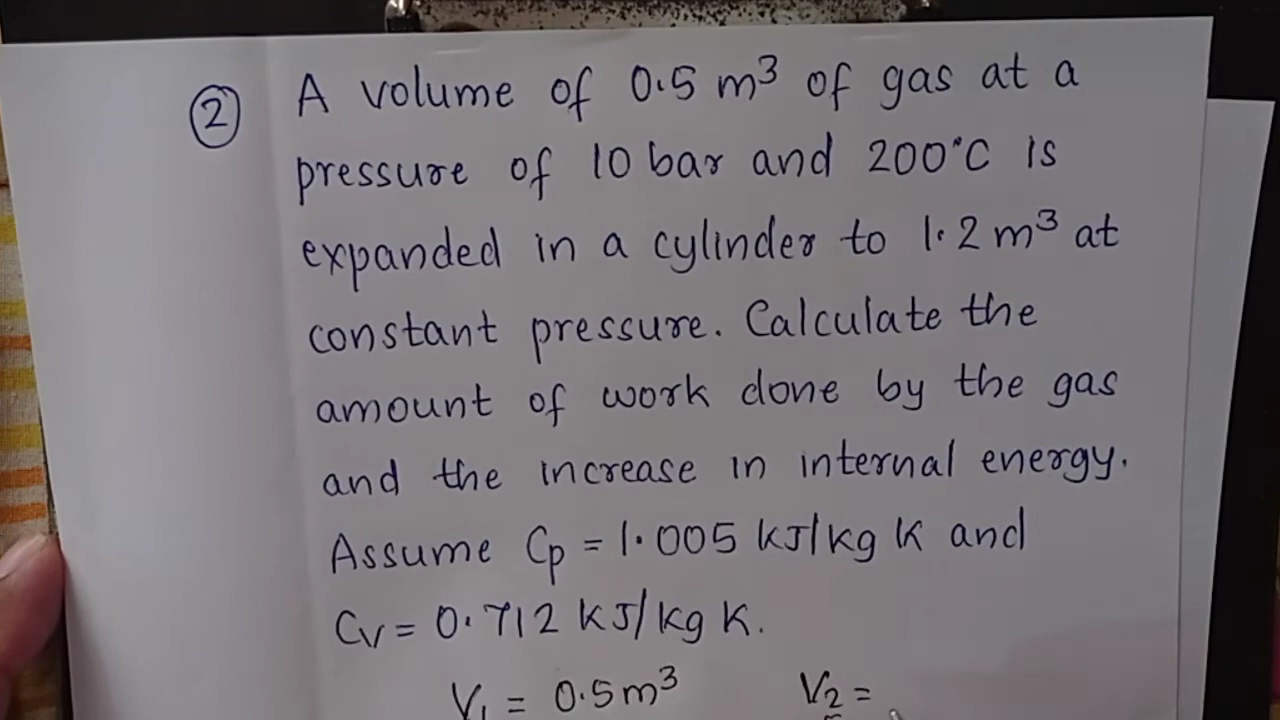 ② A volume of 0.5 m³ of gas at a
pressure of 10 bar and 200°C is
expanded in a cylinder to 1.2 m³ at
constant pressure. Calculate the
amount of work done by the gas
and the increase in internal energy.
Assume Cp = 1.005 kJ/kg K and
Cv = 0.712 kJ/kg K.
V₁ = 0.5 m³ V₂ =